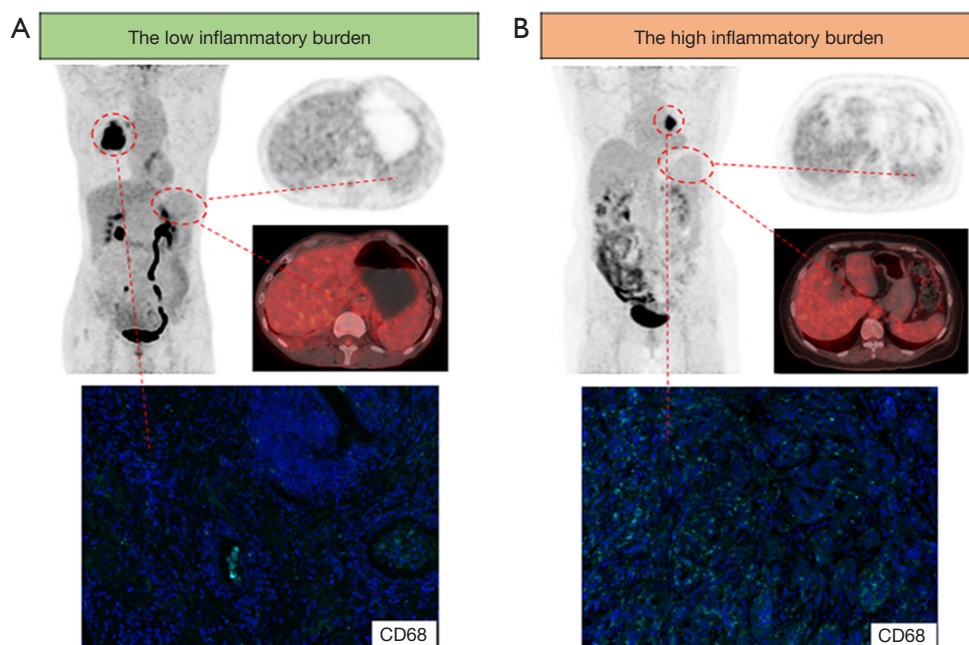 A
The low inflammatory burden
B
The high inflammatory burden
CD68
CD68